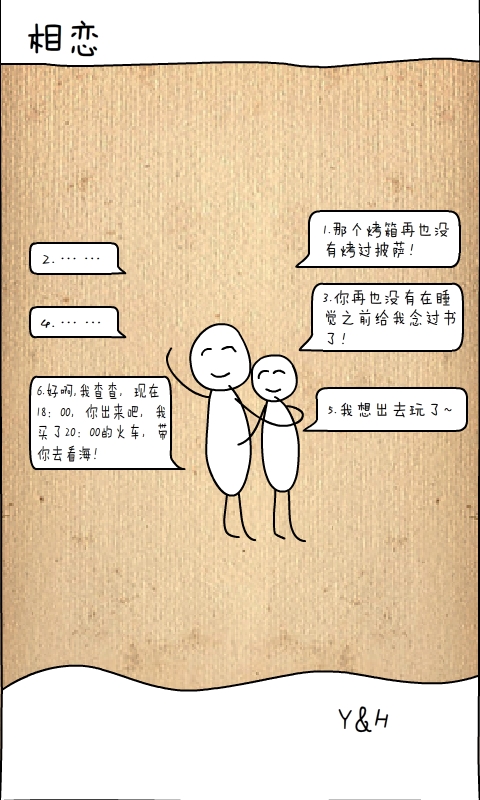 相恋
1.那个烤箱再也没
有烤过披萨！
2.… …
3.你再也没有在睡
觉之前给我念过书
了！
4.… …
5.我想出去玩了~
6.好啊,我查查，现在
18：00，你出来吧，我
买了20：00的火车，带
你去看海！
Y&H